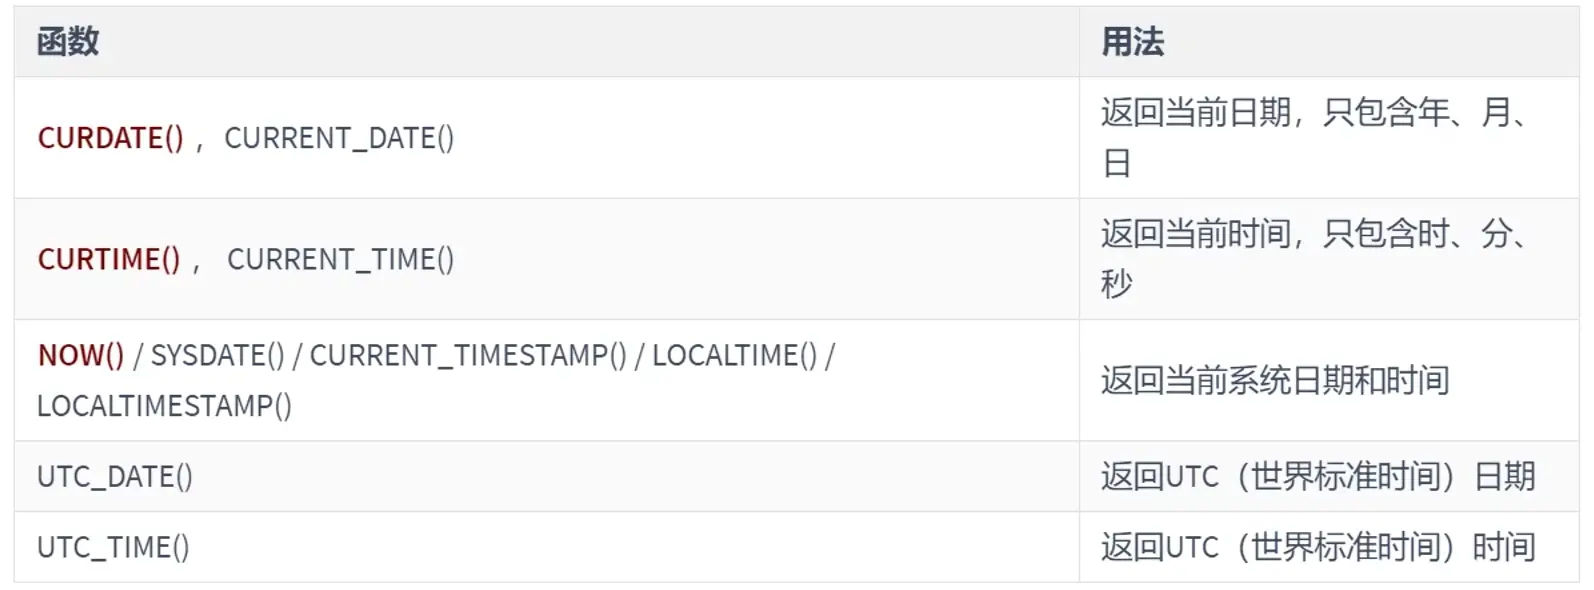 函数
用法
CURDATE() ，CURRENT_DATE()
返回当前日期，只包含年、月、
日
CURTIME() ， CURRENT_TIME()
返回当前时间，只包含时、分、
秒
NOW() / SYSDATE() / CURRENT_TIMESTAMP() / LOCALTIME() /
LOCALTIMESTAMP()
返回当前系统日期和时间
UTC_DATE()
返回UTC（世界标准时间）日期
UTC_TIME()
返回UTC（世界标准时间）时间